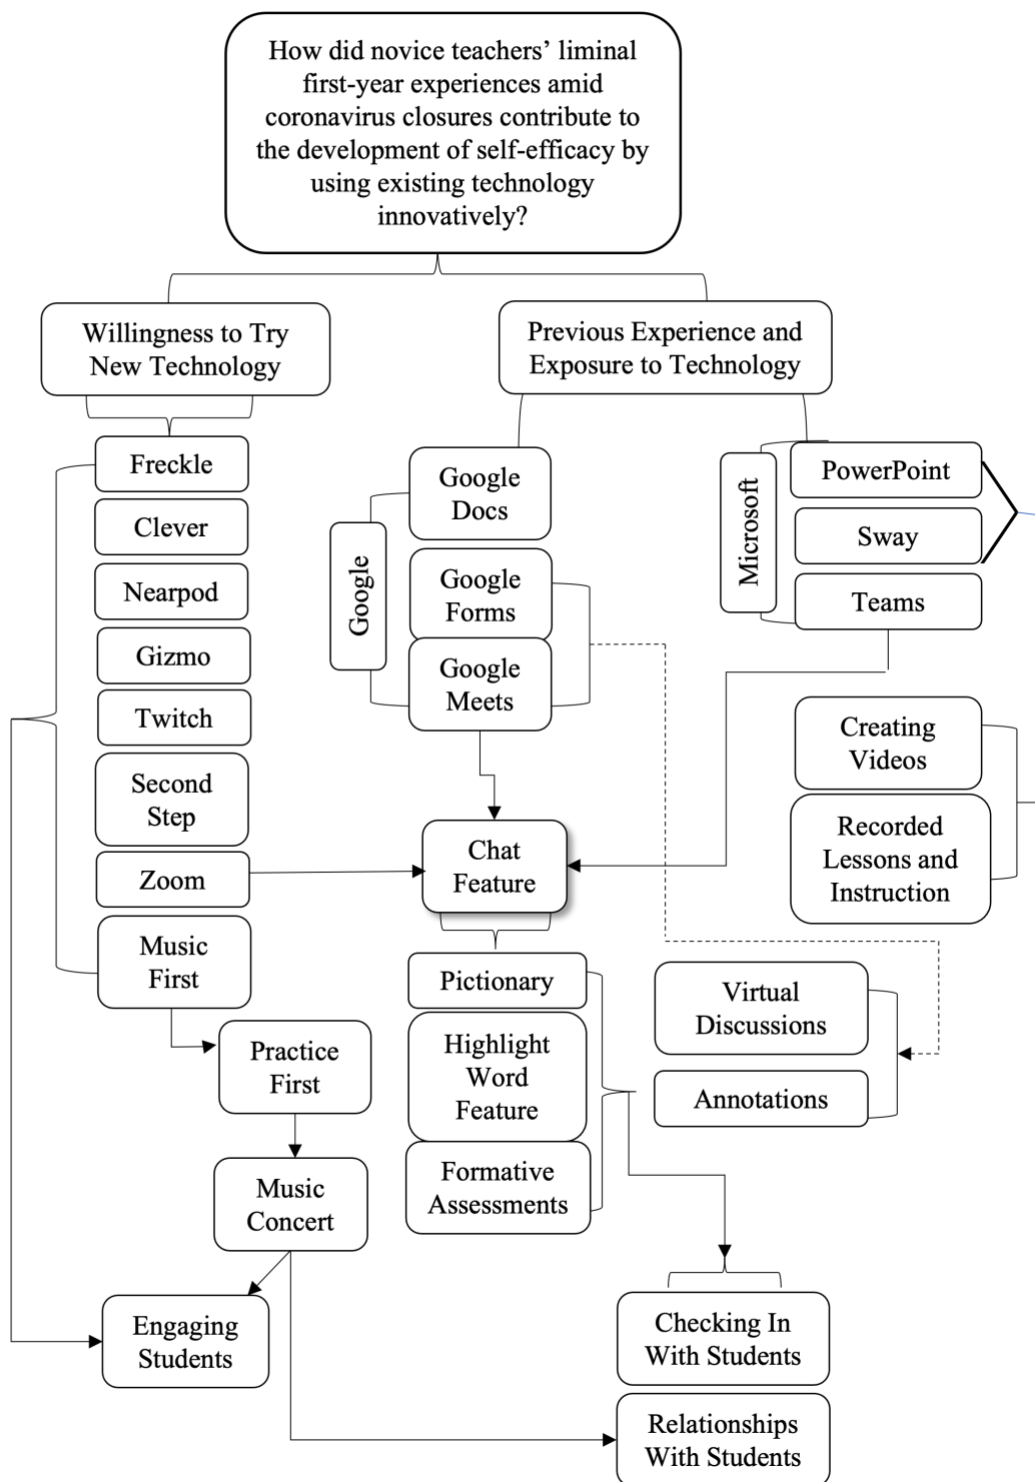 How did novice teachers’ liminal
first-year experiences amid
coronavirus closures contribute to
the development of self-efficacy by
using existing technology
innovatively?
Willingness to Try
New Technology
Previous Experience and
Exposure to Technology
Freckle
Clever
Nearpod
Gizmo
Twitch
Second
Step
Zoom
Music
First
Practice
First
Music
Concert
Engaging
Students
Google
Google
Docs
Google
Forms
Google
Meets
Chat
Feature
Pictionary
Highlight
Word
Feature
Formative
Assessments
Microsoft
PowerPoint
Sway
Teams
Creating
Videos
Recorded
Lessons and
Instruction
Virtual
Discussions
Annotations
Checking In
With Students
Relationships
With Students